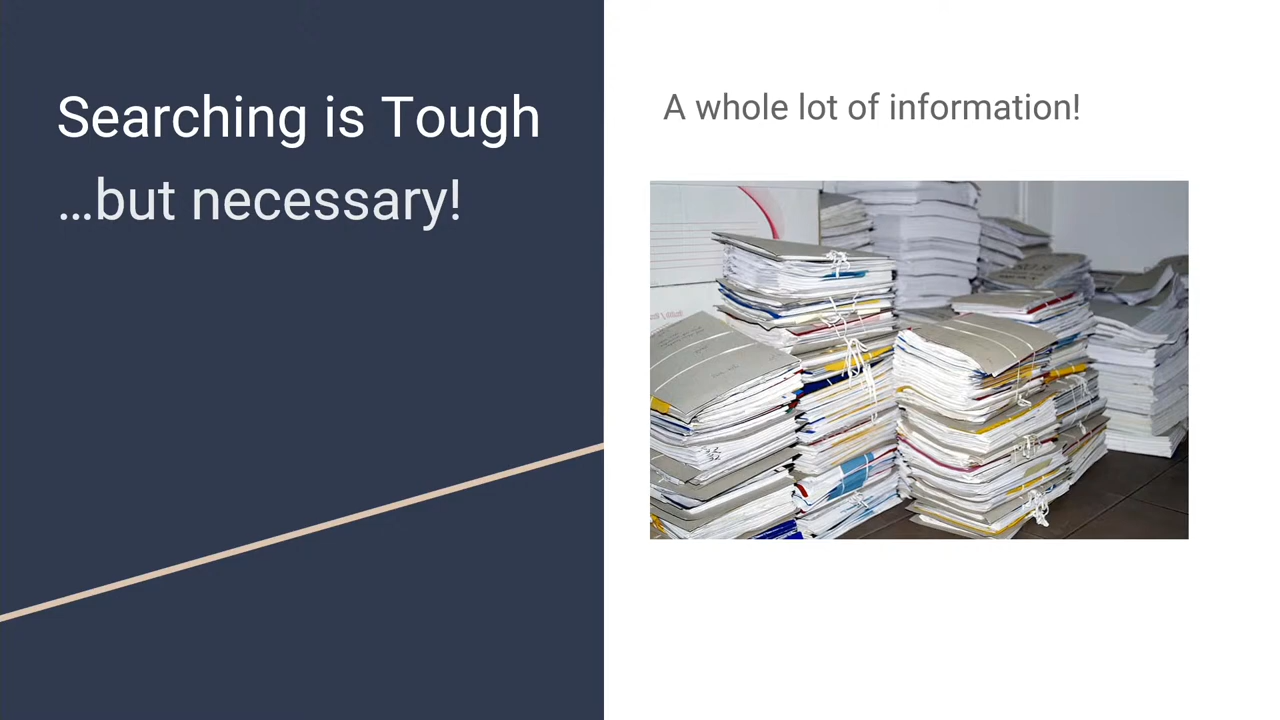 Searching is Tough
…but necessary!
A whole lot of information!